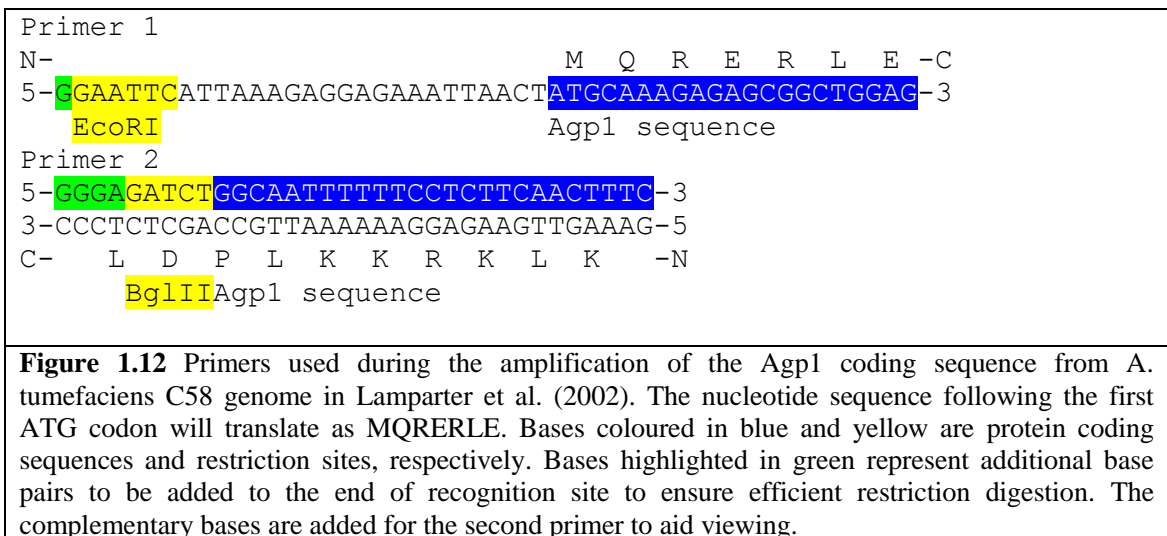 Primer 1
N- M Q R E R L E -C
5-GGAATTCATTAAAGAGGAGAAATTAACTATGCAAAGAGAGCGGCTGGAG-3
EcoRI Agp1 sequence
Primer 2
5-GGGAGATCTGGCAATTTTTTCCTCTTCAACTTTC-3
3-CCCTCTCGACCGTTAAAAAAGGAGAAGTTGAAAG-5
C- L D P L K K R K L K -N
BglIIAgp1 sequence
Figure 1.12 Primers used during the amplification of the Agp1 coding sequence from A.
tumefaciens C58 genome in Lamparter et al. (2002). The nucleotide sequence following the first
ATG codon will translate as MQRERLE. Bases coloured in blue and yellow are protein coding
sequences and restriction sites, respectively. Bases highlighted in green represent additional base
pairs to be added to the end of recognition site to ensure efficient restriction digestion. The
complementary bases are added for the second primer to aid viewing.